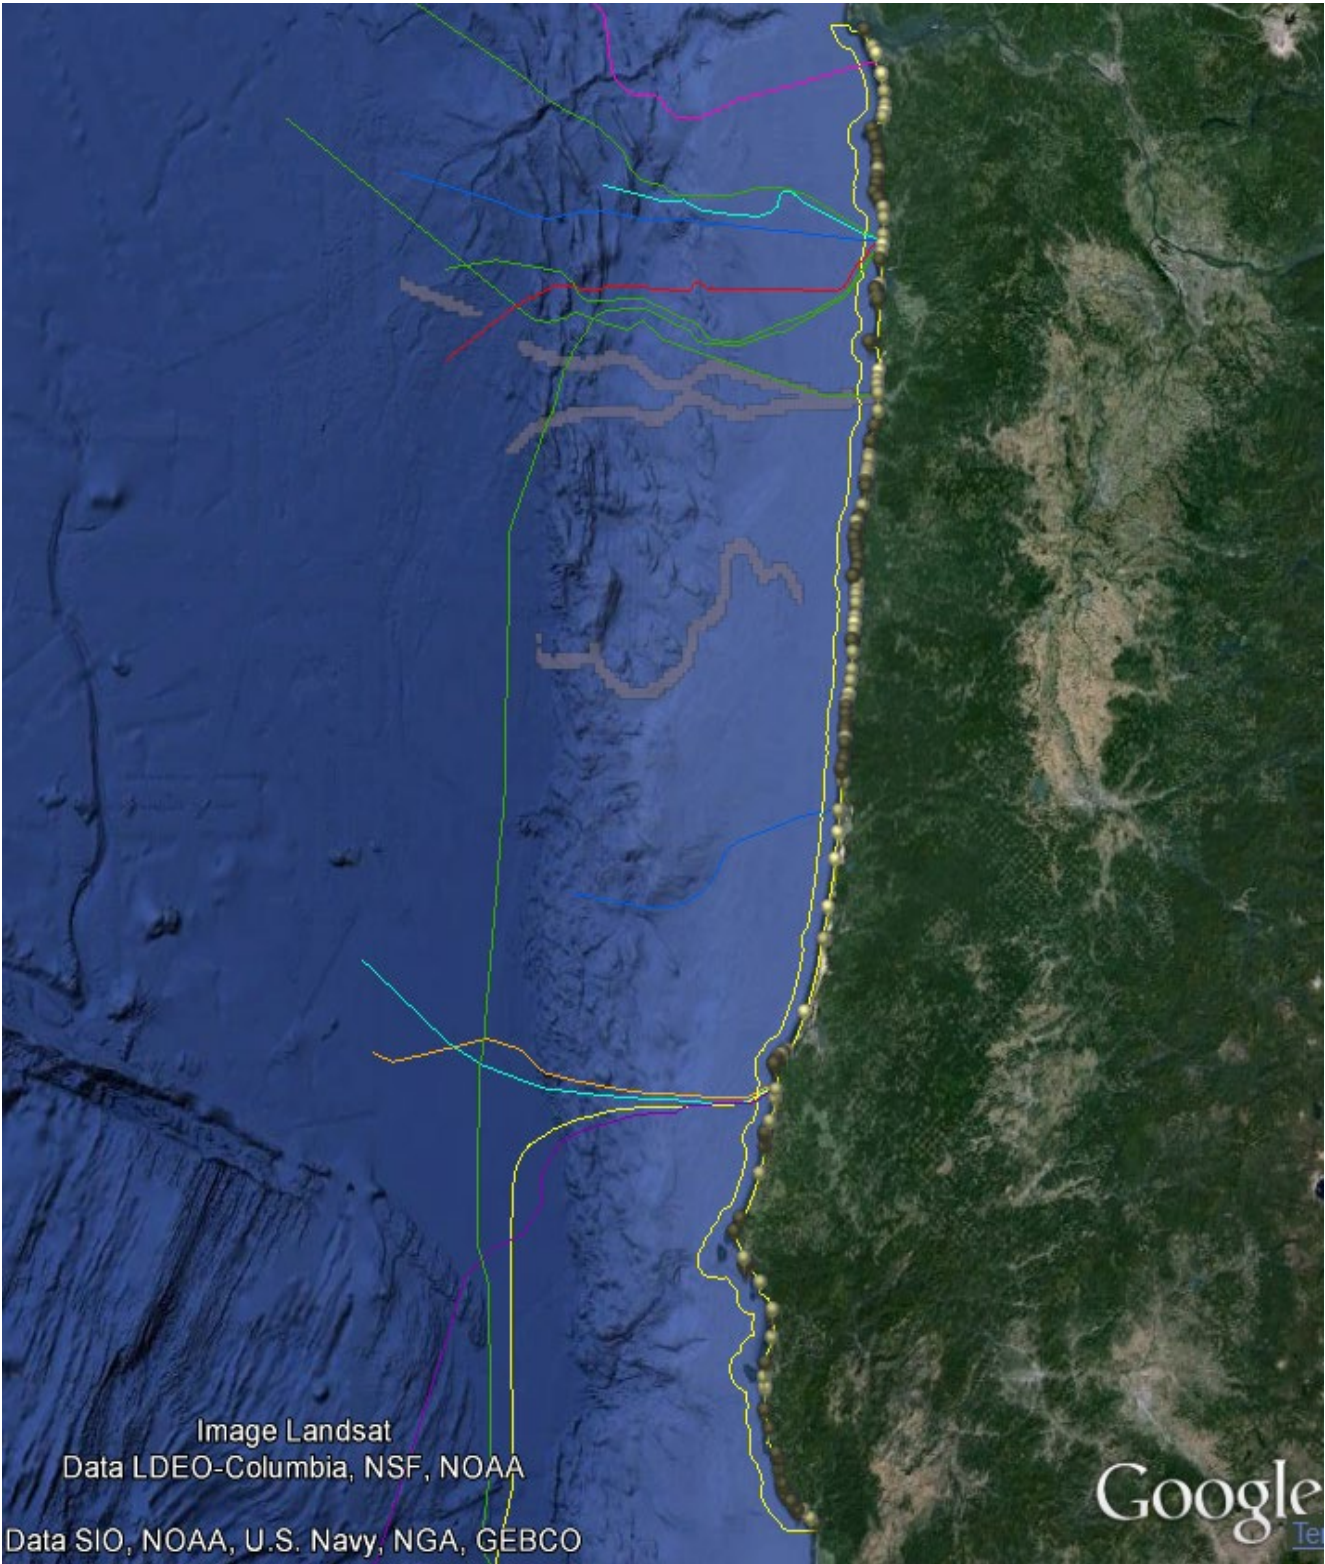 Image Landsat
Data LDEO-Columbia, NSF, NOAA
Data SIO, NOAA, U.S. Navy, NGA, GEBCO
Google